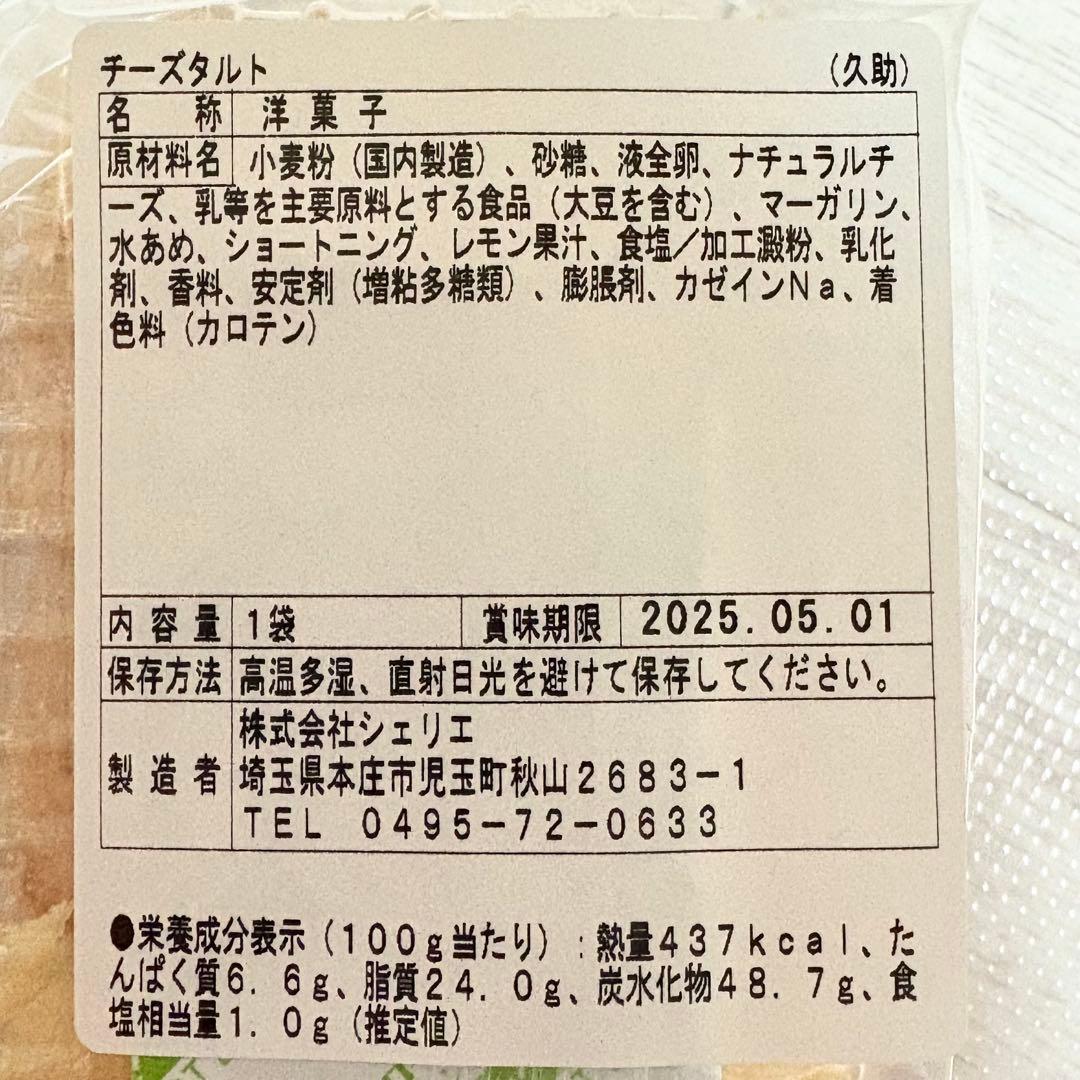 チーズタルト (久助)
名称 洋菓子
原材料名 小麦粉(国内製造)、砂糖、液全卵、ナチュラルチ
ーズ、乳等を主要原料とする食品(大豆を含む)、マーガリン、
水あめ、ショートニング、レモン果汁、食塩/加工澱粉、乳化
剤、香料、安定剤(増粘多糖類)、膨脹剤、カゼインNa、着
色料(カロテン)
内容量 1袋 賞味期限 2025.05.01
保存方法 高温多湿、直射日光を避けて保存してください。
製造者 株式会社シェリエ
埼玉県本庄市児玉町秋山2683-1
TEL 0495-72-0633
●栄養成分表示(100g当たり):熱量437kcal、た
んぱく質6.6g、脂質24.0g、炭水化物48.7g、食
塩相当量1.0g(推定値)